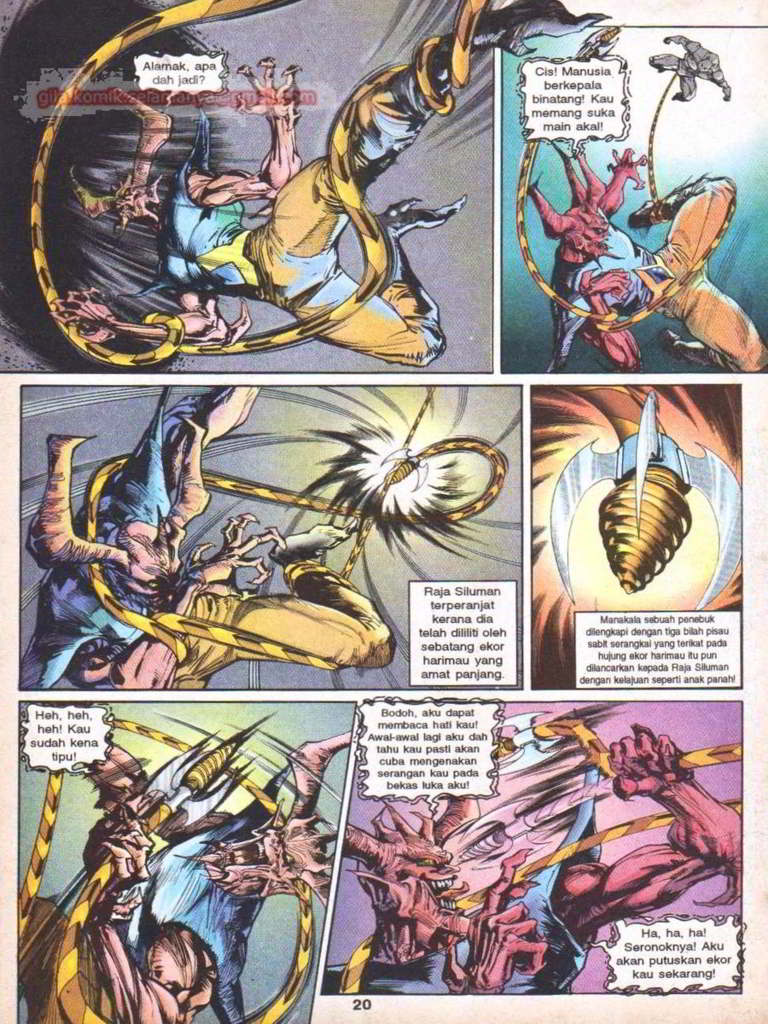 Alamak, apa
dah jadi?
Cis! Manusia
berkepala
binatang! Kau
memang suka
main akal!
Raja Siluman
terperanjat
kerana dia
telah dililiti oleh
sebatang ekor
harimau yang
amat panjang.
Manakala sebuah penebuk
dilengkapi dengan tiga bilah pisau
sabit serangkai yang terikat pada
hujung ekor harimau itu pun
dilancarkan kepada Raja Siluman
dengan kelajuan seperti anak panah!
Heh, heh,
heh! Kau
sudah kena
tipu!
Bodoh, aku dapat
membaca hati kau!
Awal-awal lagi aku dah
tahu kau pasti akan
cuba mengenakan
serangan kau pada
bekas luka aku!
Ha, ha, ha!
Seronoknya! Aku
akan putuskan ekor
kau sekarang!
20